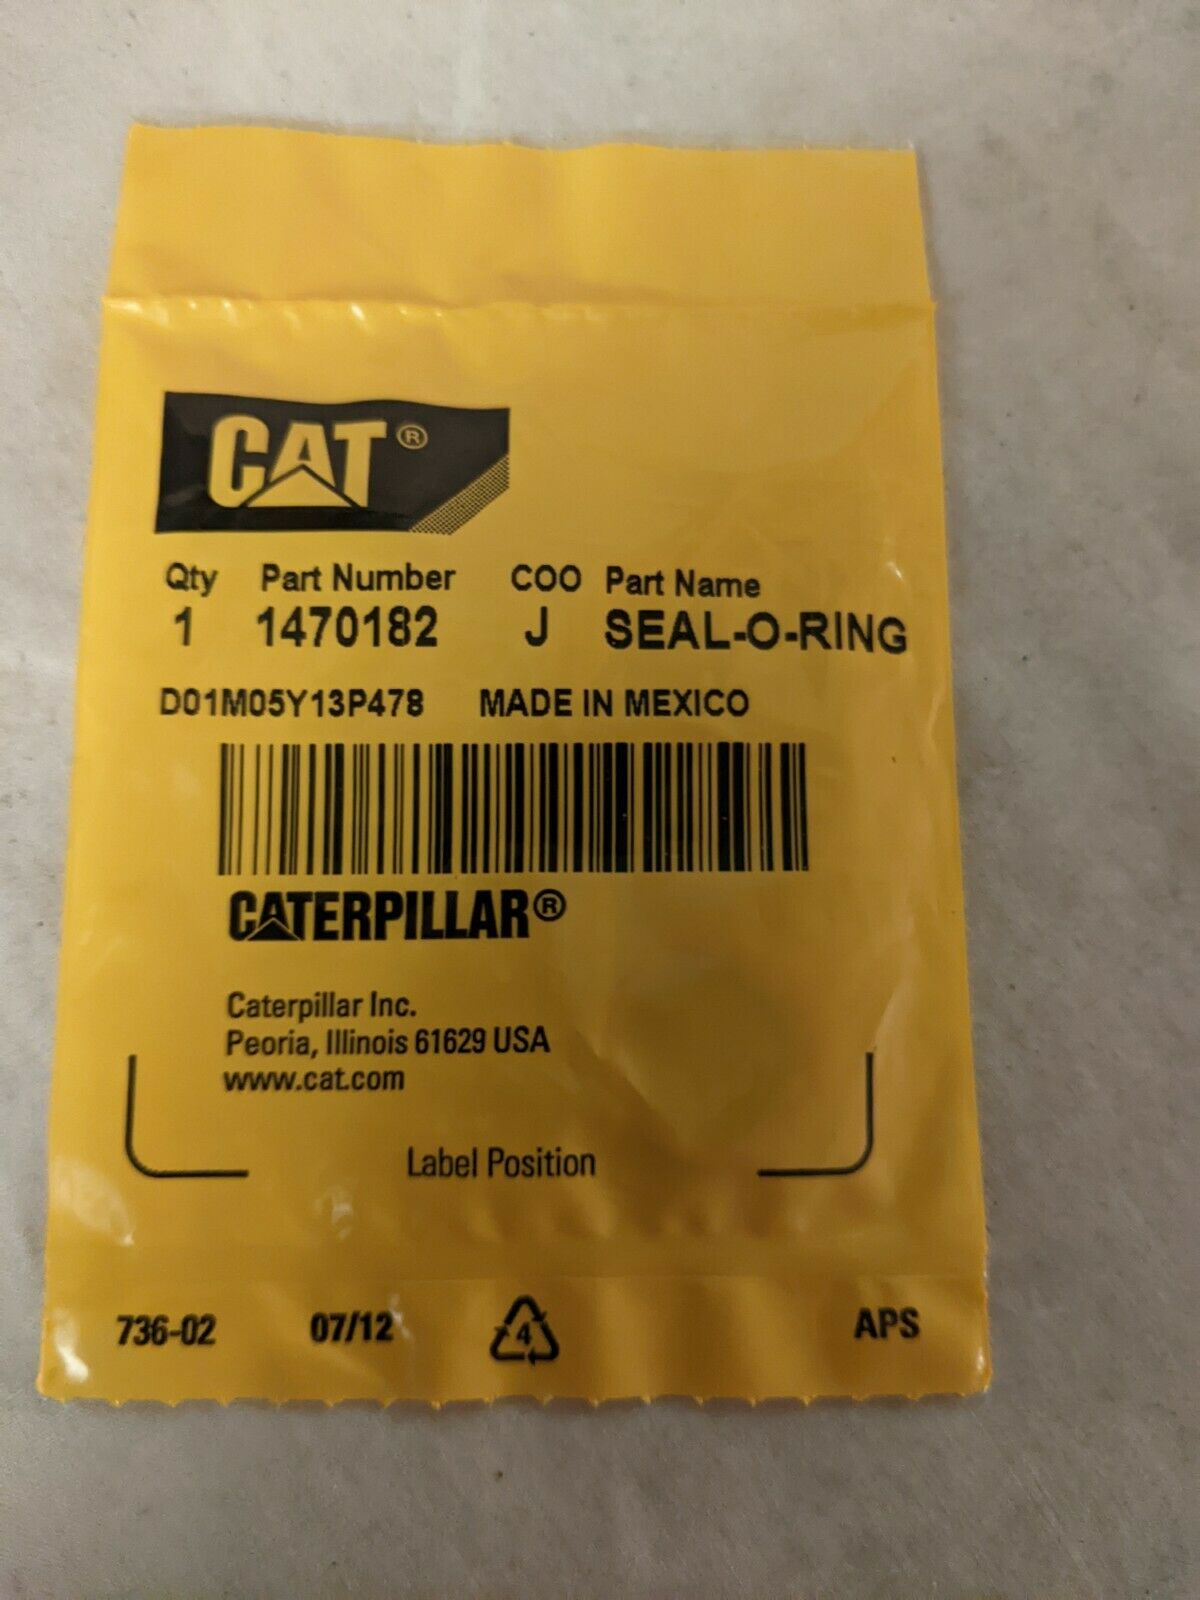 CAT®
Qty Part Number COO Part Name
1 1470182 J SEAL-O-RING
D01M05Y13P478 MADE IN MEXICO
CATERPILLAR®
Caterpillar Inc.
Peoria, Illinois 61629 USA
www.cat.com
Label Position
736-02 07/12 4 APS